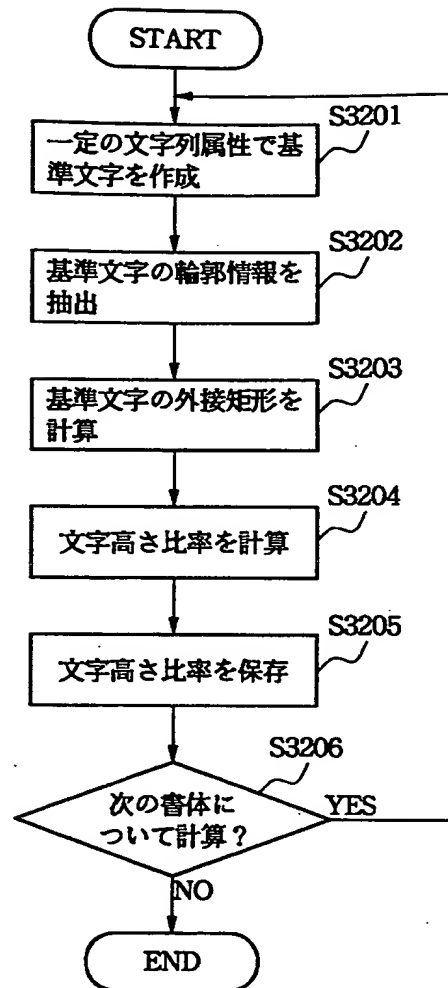 START
S3201
一定の文字列属性で基
準文字を作成
S3202
基準文字の輪郭情報を
抽出
S3203
基準文字の外接矩形を
計算
S3204
文字高さ比率を計算
S3205
文字高さ比率を保存
S3206
次の書体に
ついて計算？
YES
NO
END